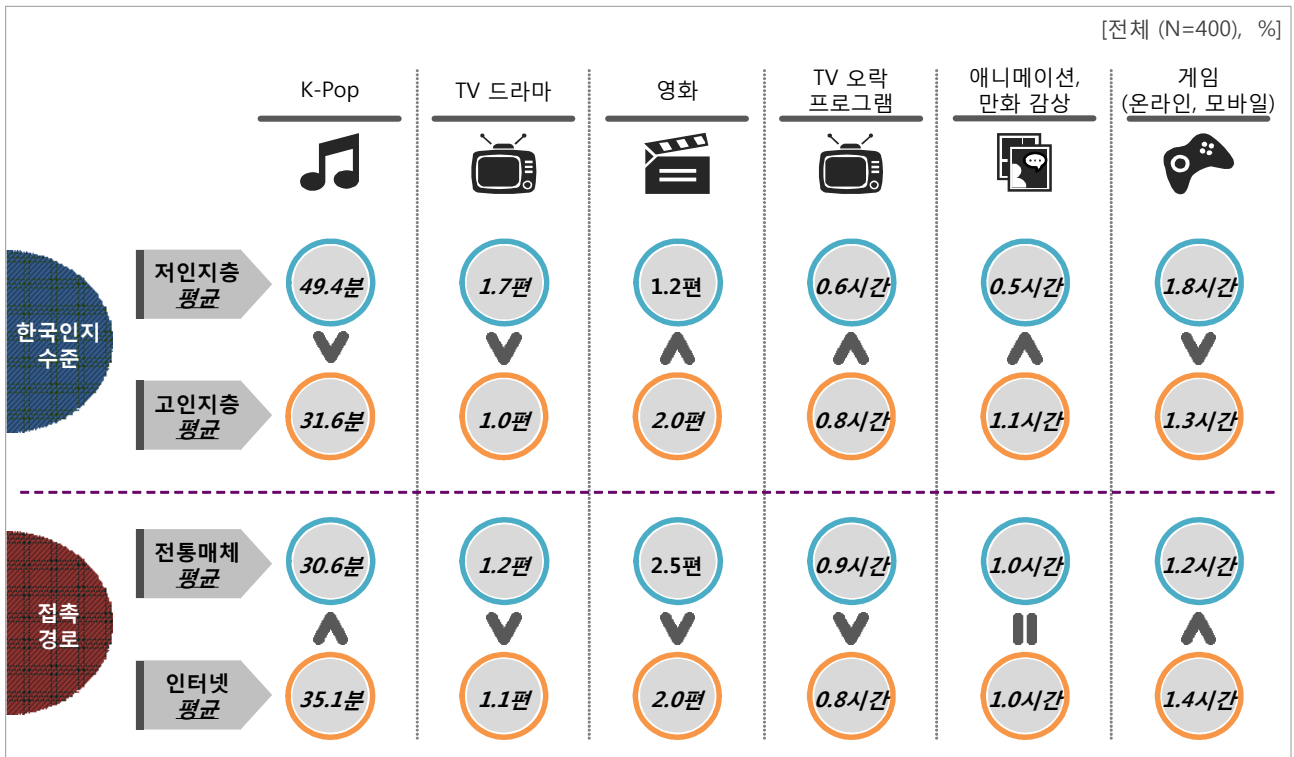 [전체 (N=400), %]
K-Pop
TV 드라마
영화
TV 오락
프로그램
애니메이션,
만화 감상
게임
(온라인, 모바일)
한국인지
수준
저인지층
평균
49.4분
1.7편
1.2편
0.6시간
0.5시간
1.8시간
고인지층
평균
31.6분
1.0편
2.0편
0.8시간
1.1시간
1.3시간
접촉
경로
전통매체
평균
30.6분
1.2편
2.5편
0.9시간
1.0시간
1.2시간
인터넷
평균
35.1분
1.1편
2.0편
0.8시간
1.0시간
1.4시간